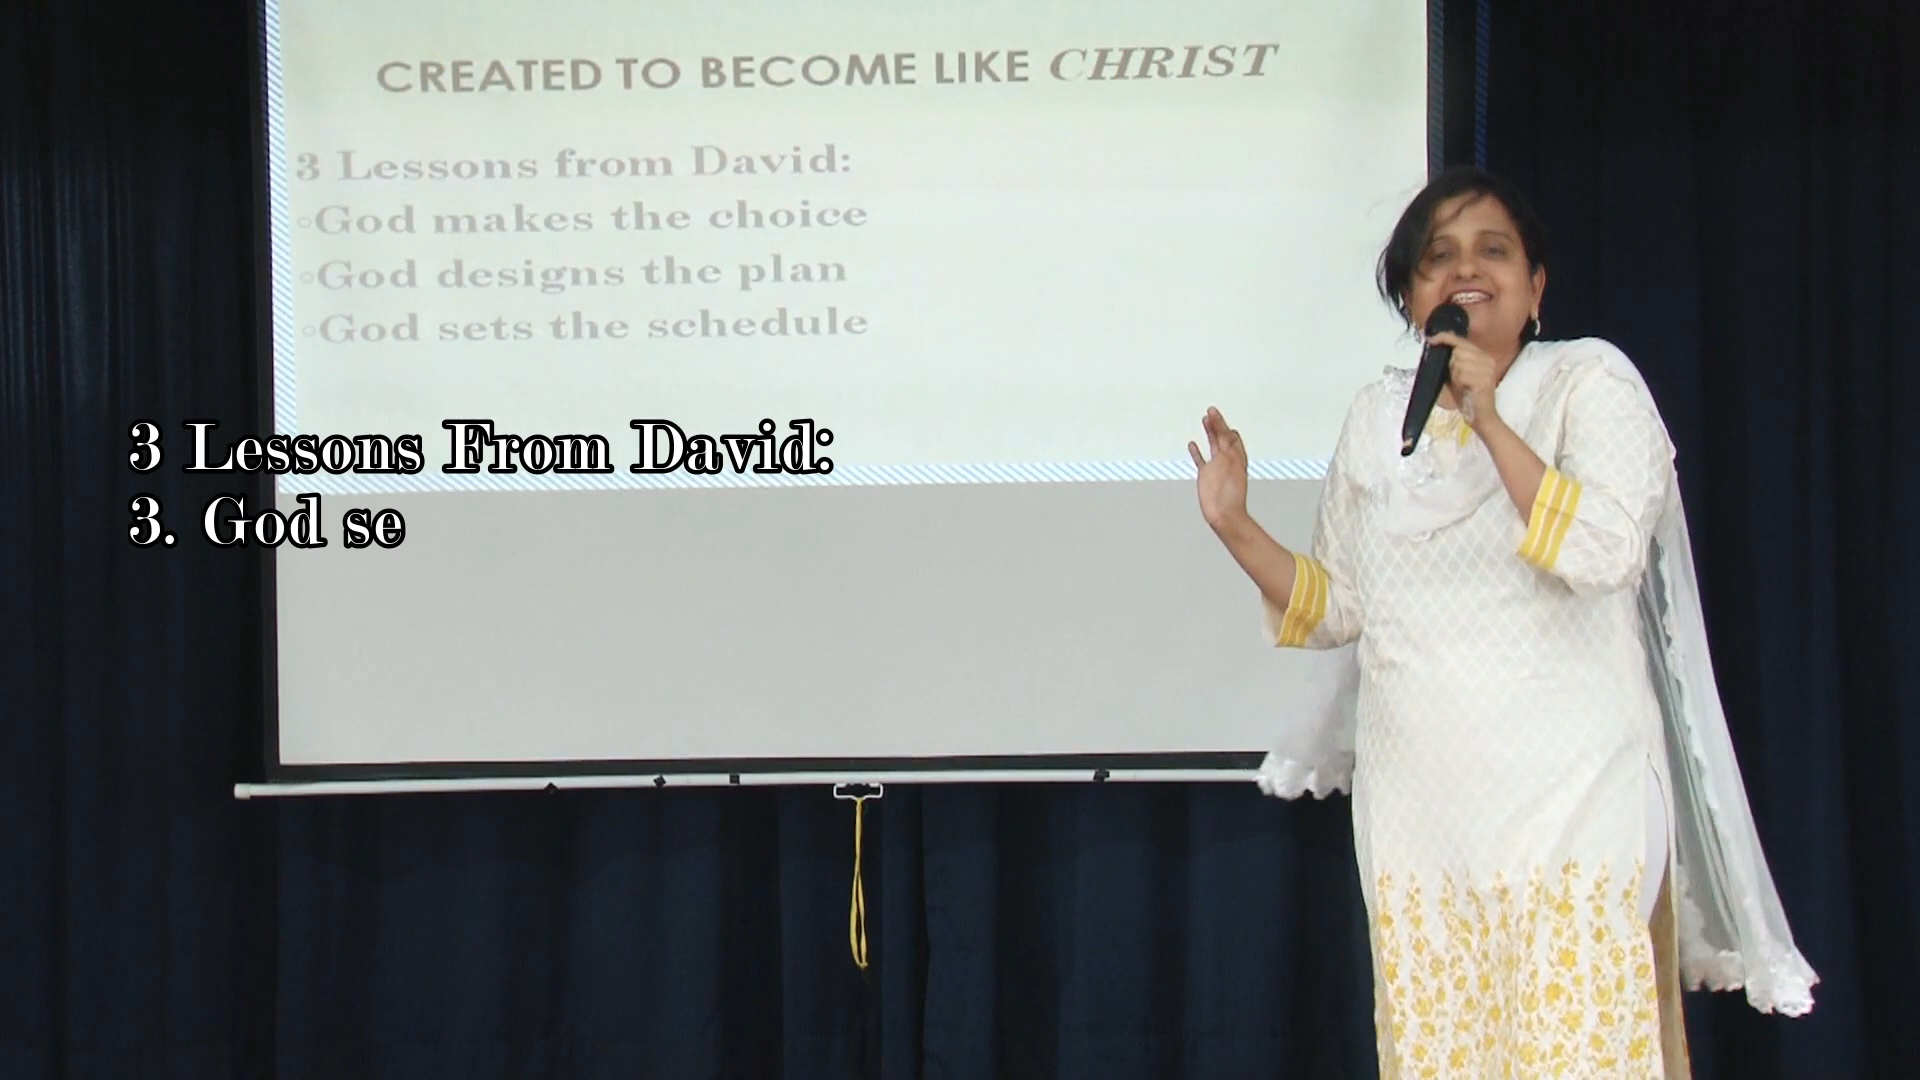 CREATED TO BECOME LIKE CHRIST
3 Lessons from David:
◦God makes the choice
◦God designs the plan
◦God sets the schedule
3 Lessons From David:
3. God se